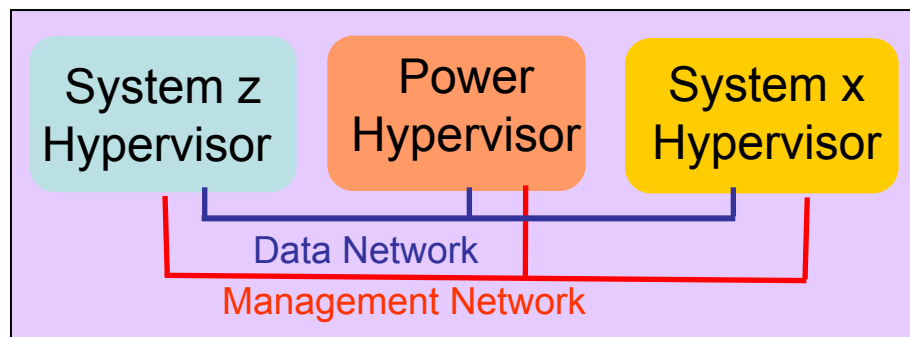 System z
Hypervisor
Power
Hypervisor
System x
Hypervisor
Data Network
Management Network